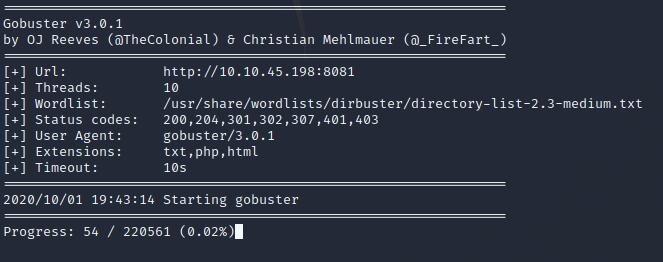 ===============================================================
Gobuster v3.0.1
by OJ Reeves (@TheColonial) & Christian Mehlmauer (@_FireFart_)
===============================================================
[+] Url:            http://10.10.45.198:8081
[+] Threads:        10
[+] Wordlist:       /usr/share/wordlists/dirbuster/directory-list-2.3-medium.txt
[+] Status codes:   200,204,301,302,307,401,403
[+] User Agent:     gobuster/3.0.1
[+] Extensions:     txt,php,html
[+] Timeout:        10s
===============================================================
2020/10/01 19:43:14 Starting gobuster
===============================================================
Progress: 54 / 220561 (0.02%)